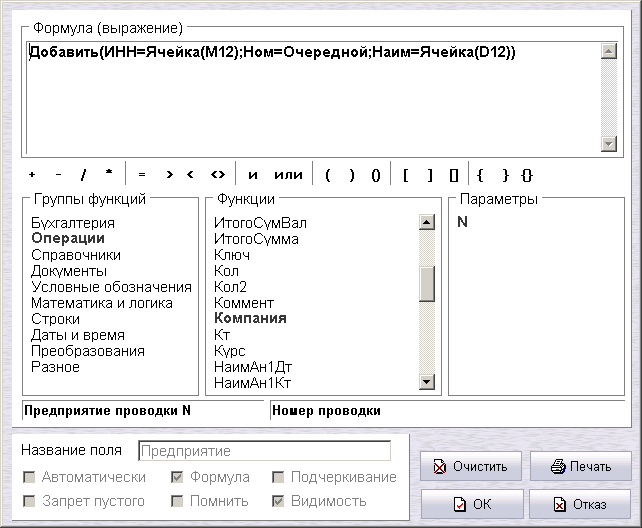 Формула (выражение)
Добавить(ИНН=Ячейка(M12);Ном=Очередной;Наим=Ячейка(D12))
+ - / * = > < <> и или ( ) () [ ] [] { } {}
Группы функций
Бухгалтерия
Операции
Справочники
Документы
Условные обозначения
Математика и логика
Строки
Даты и время
Преобразования
Разное
Функции
ИтогоСумВал
ИтогоСумма
Ключ
Кол
Кол2
Коммент
Компания
Кт
Курс
НаимАн1Дт
НаимАн1Кт
Параметры
N
Предприятие проводки N
Номер проводки
Название поля Предприятие
Автоматически Формула Подчеркивание
Запрет пустого Помнить Видимость
Очистить Печать
ОК Отказ